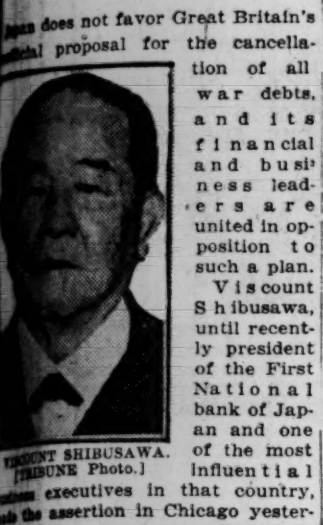 does not favor Great Britain's
proposal for the cancella-
tion of all
war debts,
and its
financial
and busi-
ness lead-
ers are
united in op-
position to
such a plan.
Viscount
Shibusawa,
until recent-
ly president
of the First
National
bank of Jap-
an and one
of the most
influential
VISCOUNT SHIBUSAWA.
[TRIBUNE Photo.]
executives in that country,
the assertion in Chicago yester-